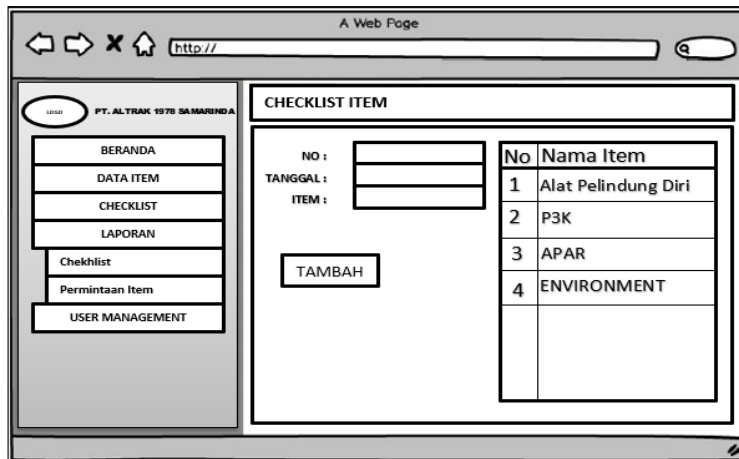 A Web Page
http://
LOGO
PT. ALTRAK 1978 SAMARINDA
BERANDA
DATA ITEM
CHECKLIST
LAPORAN
Chekhlist
Permintaan Item
USER MANAGEMENT
CHECKLIST ITEM
NO :
TANGGAL :
ITEM :
TAMBAH
No Nama Item
1 Alat Pelindung Diri
2 P3K
3 APAR
4 ENVIRONMENT